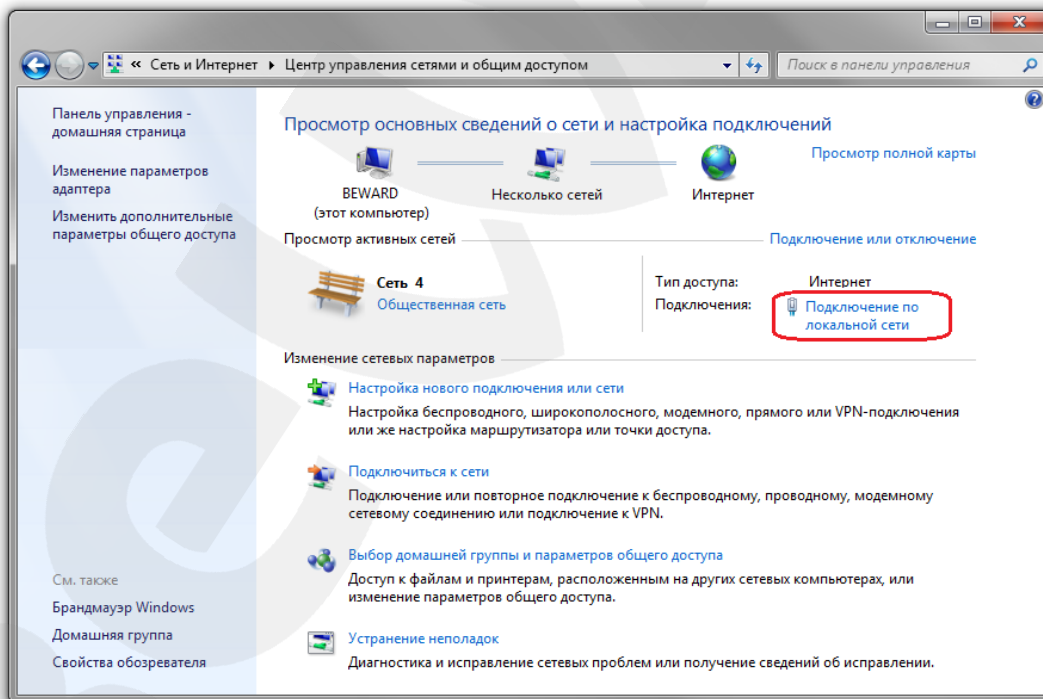 « Сеть и Интернет ▸ Центр управления сетями и общим доступом
Поиск в панели управления
Панель управления -
домашняя страница
Изменение параметров
адаптера
Изменить дополнительные
параметры общего доступа
См. также
Брандмауэр Windows
Домашняя группа
Свойства обозревателя
Просмотр основных сведений о сети и настройка подключений
Просмотр полной карты
BEWARD
(этот компьютер)
Несколько сетей
Интернет
Просмотр активных сетей
Подключение или отключение
Сеть 4
Общественная сеть
Тип доступа: Интернет
Подключения: Подключение по
локальной сети
Изменение сетевых параметров
Настройка нового подключения или сети
Настройка беспроводного, широкополосного, модемного, прямого или VPN-подключения
или же настройка маршрутизатора или точки доступа.
Подключиться к сети
Подключение или повторное подключение к беспроводному, проводному, модемному
сетевому соединению или подключение к VPN.
Выбор домашней группы и параметров общего доступа
Доступ к файлам и принтерам, расположенным на других сетевых компьютерах, или
изменение параметров общего доступа.
Устранение неполадок
Диагностика и исправление сетевых проблем или получение сведений об исправлении.